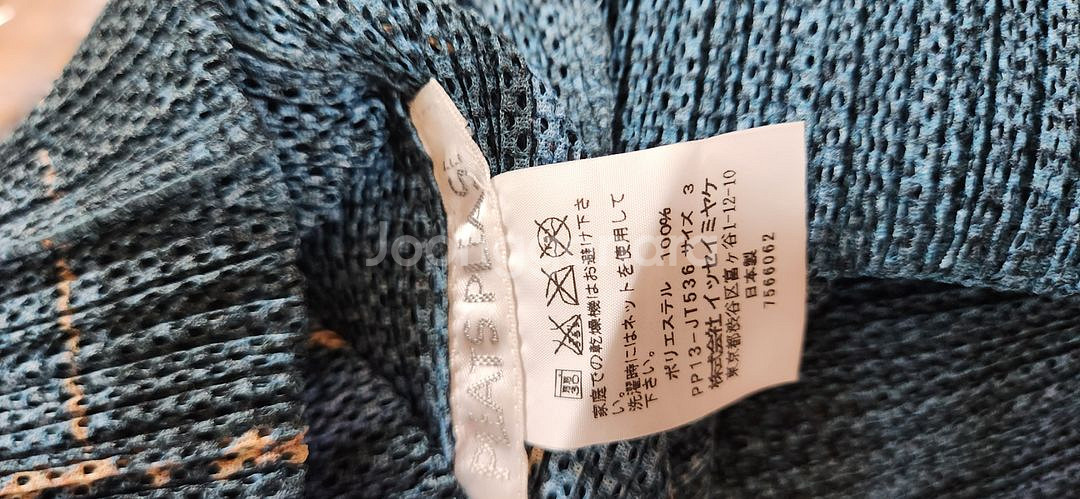 PLEATS PLEASE
家庭での乾燥機はお避け下さ
い。
洗濯時にはネットを使用して
下さい。
ポリエステル 100%
PP13-JT536 サイズ 3
株式会社イッセイミヤケ
東京都渋谷区富ヶ谷1-12-10
日本製
7566062